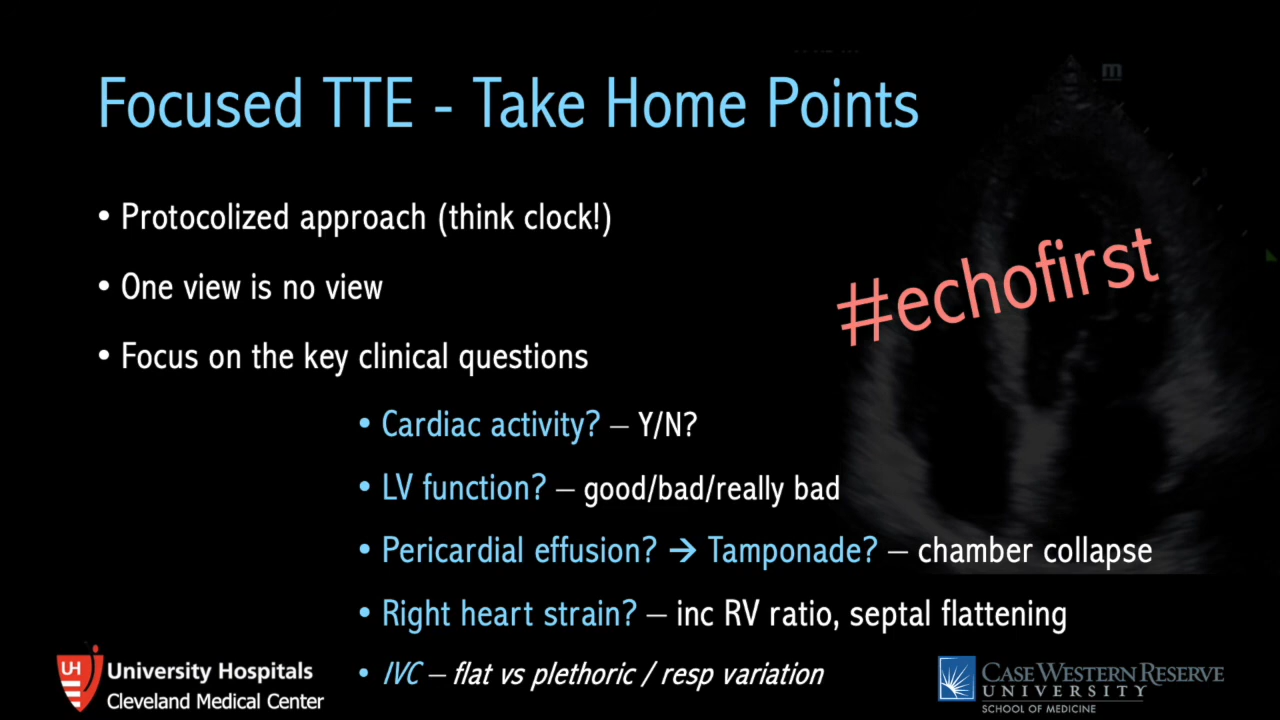 Focused TTE - Take Home Points
m
• Protocolized approach (think clock!)
• One view is no view
• Focus on the key clinical questions
#echofirst
• Cardiac activity? – Y/N?
• LV function? – good/bad/really bad
• Pericardial effusion? → Tamponade? – chamber collapse
• Right heart strain? – inc RV ratio, septal flattening
• IVC – flat vs plethoric / resp variation
UH
University Hospitals
Cleveland Medical Center
CASE WESTERN RESERVE
UNIVERSITY
SCHOOL OF MEDICINE